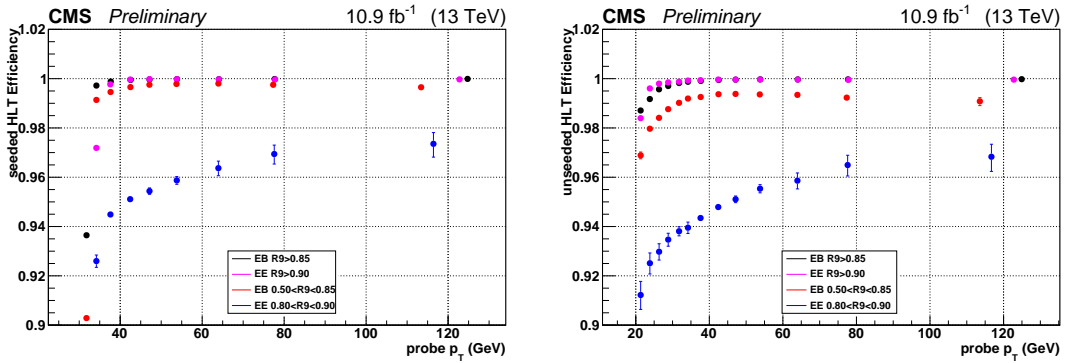 CMS Preliminary 10.9 fb-1 (13 TeV)
seeded HLT Efficiency
1.02
1
0.98
0.96
0.94
0.92
0.9
EB R9>0.85
EE R9>0.90
EB 0.50<R9<0.85
EE 0.80<R9<0.90
40 60 80 100 120
probe pT (GeV)
CMS Preliminary 10.9 fb-1 (13 TeV)
unseeded HLT Efficiency
1.02
1
0.98
0.96
0.94
0.92
0.9
EB R9>0.85
EE R9>0.90
EB 0.50<R9<0.85
EE 0.80<R9<0.90
20 40 60 80 100 120
probe pT (GeV)